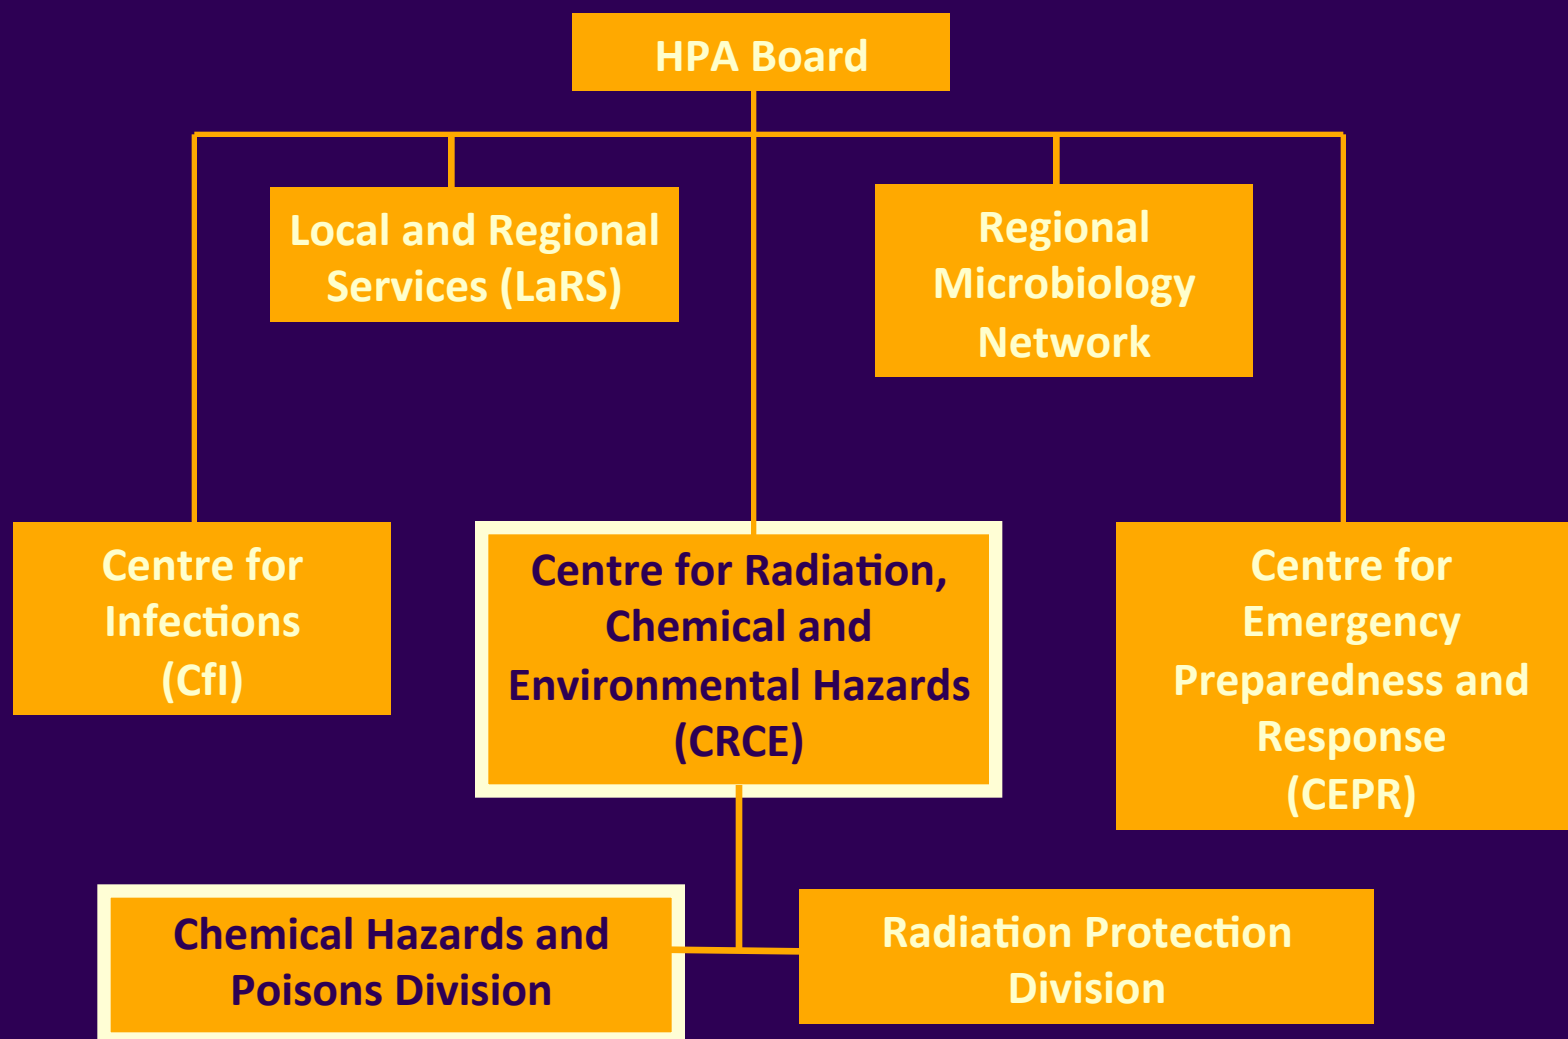 HPA Board
Local and Regional
Services (LaRS)
Regional
Microbiology
Network
Centre for
Infections
(CfI)
Centre for Radiation,
Chemical and
Environmental Hazards
(CRCE)
Centre for
Emergency
Preparedness and
Response
(CEPR)
Chemical Hazards and
Poisons Division
Radiation Protection
Division